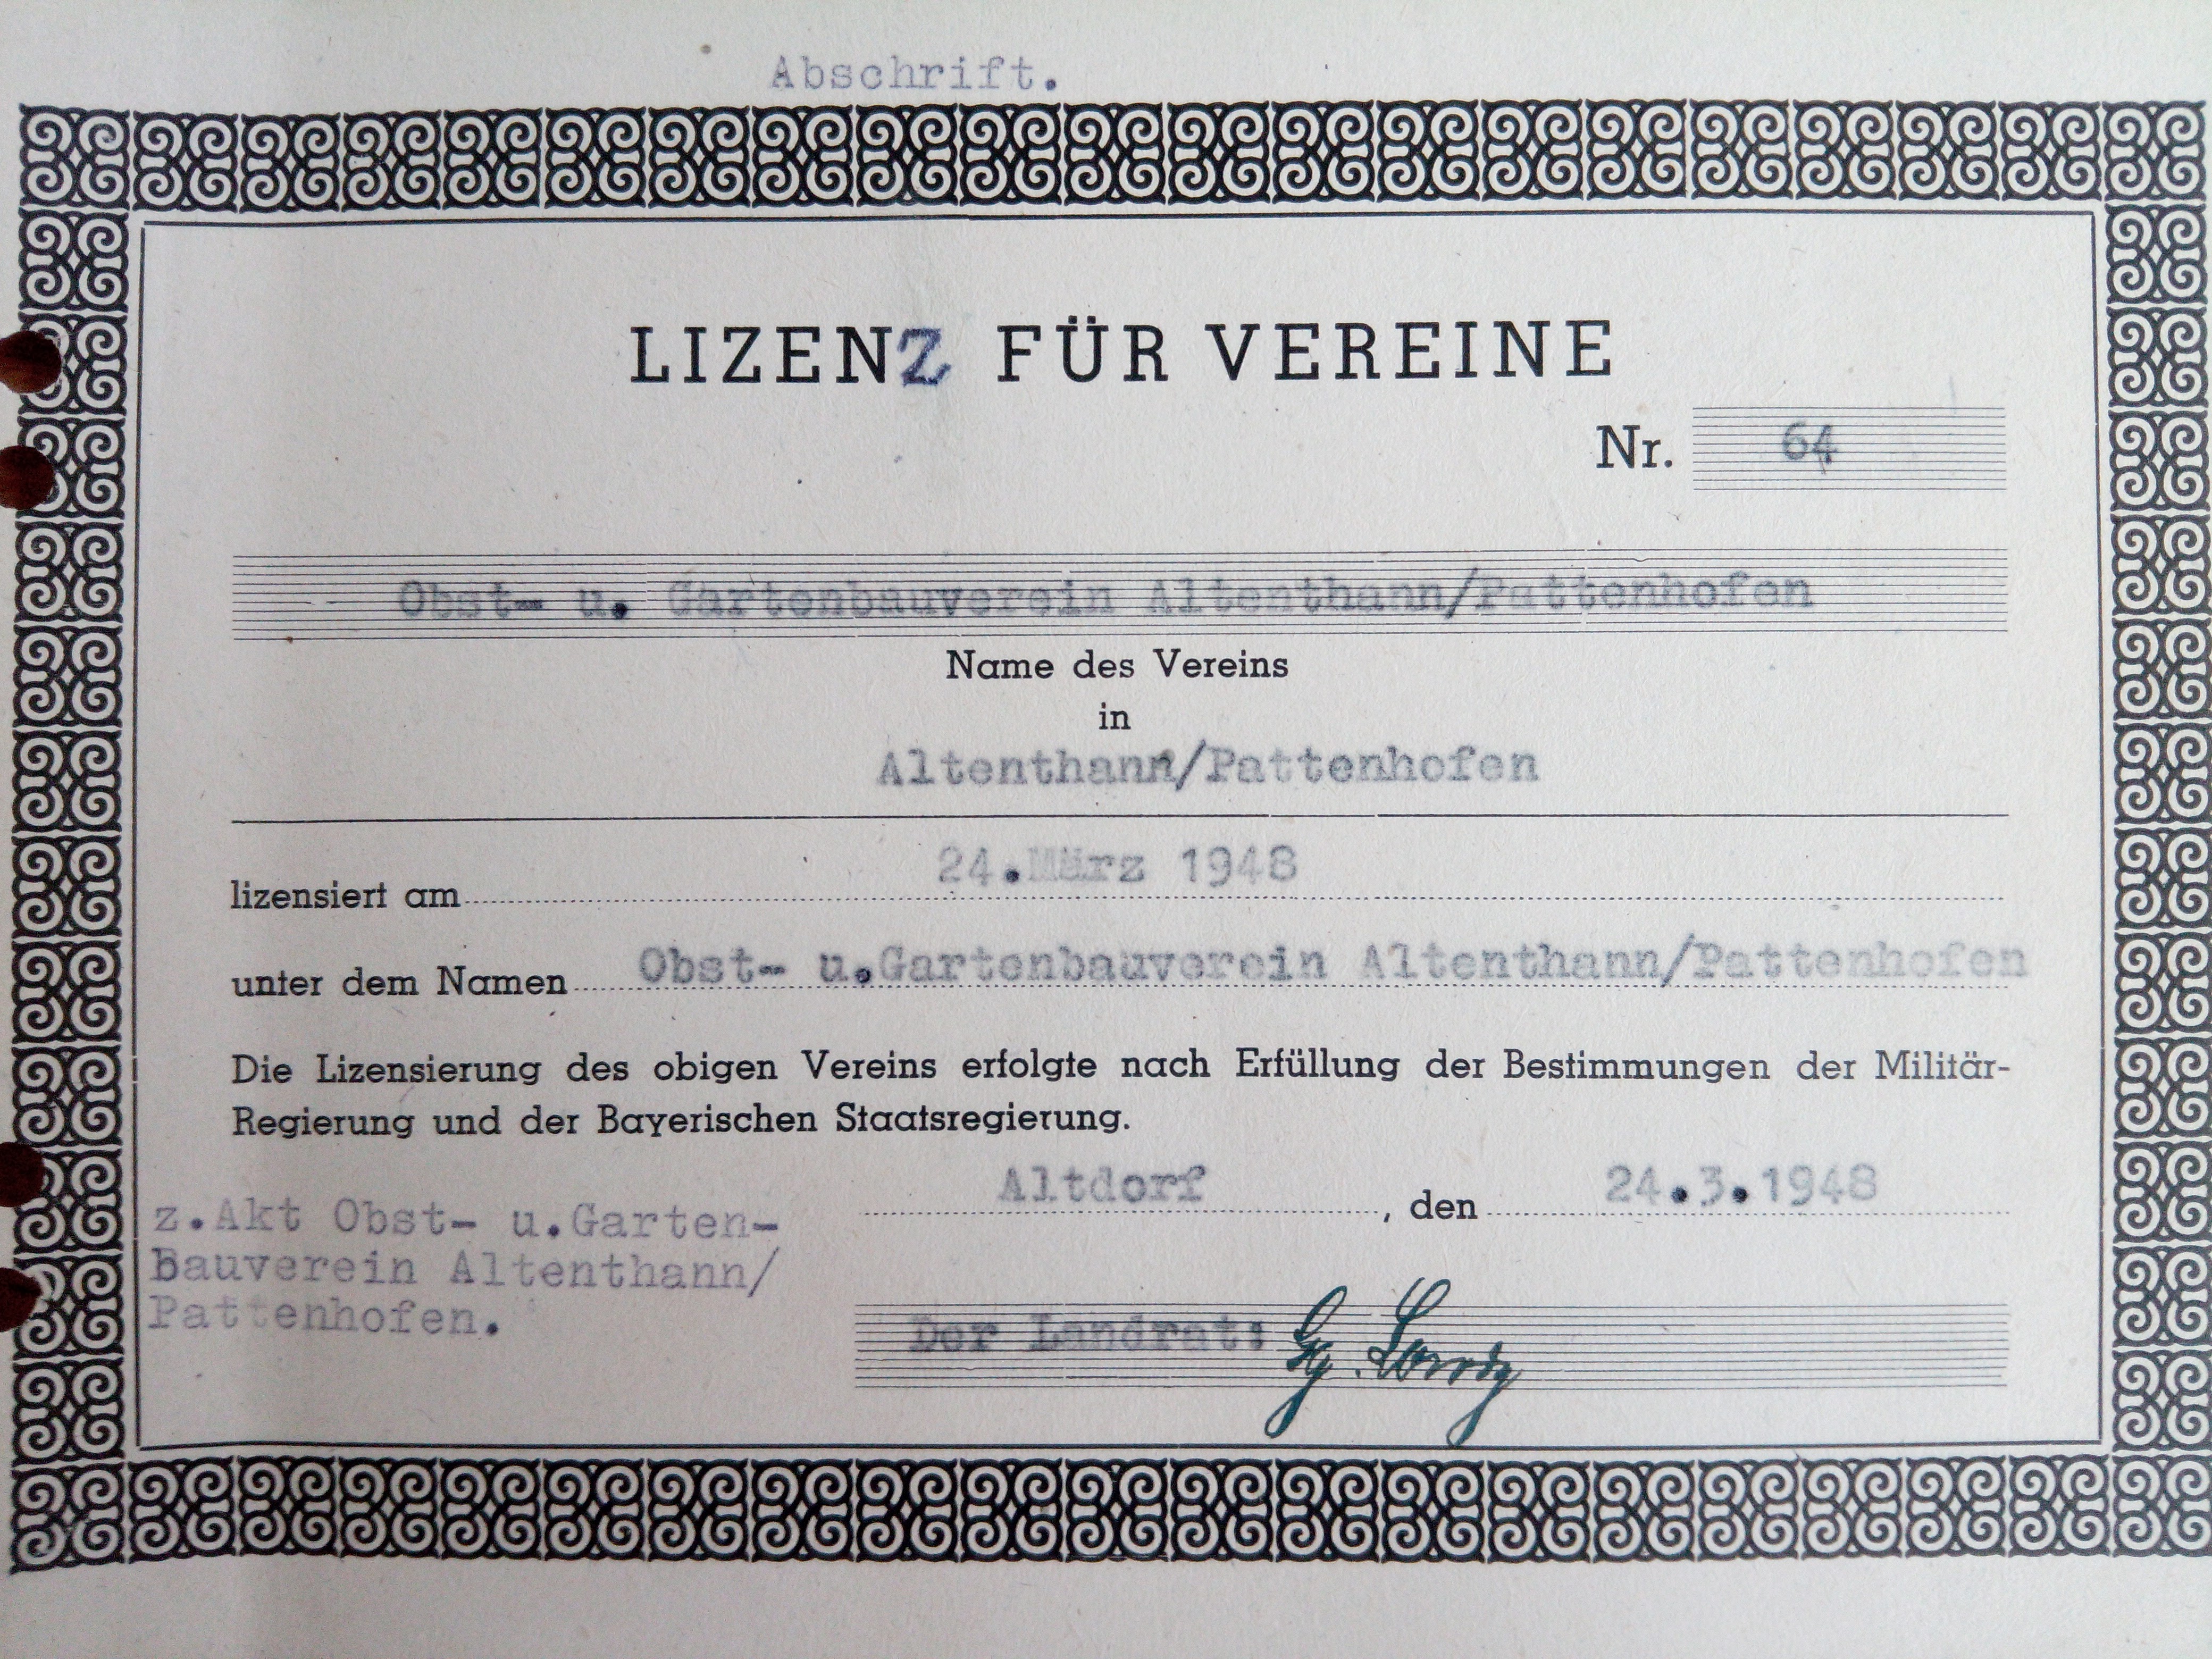 Abschrift.
LIZENZ FÜR VEREINE
Nr. 64
Obst- u. Gartenbauverein Altenthann/Pattenhofen
Name des Vereins
in
Altenthann/Pattenhofen
lizensiert am 24.März 1948
unter dem Namen Obst- u.Gartenbauverein Altenthann/Pattenhofen
Die Lizensierung des obigen Vereins erfolgte nach Erfüllung der Bestimmungen der Militär-
Regierung und der Bayerischen Staatsregierung.
Altdorf, den 24.3.1948
z.Akt Obst- u.Garten-
bauverein Altenthann/
Pattenhofen.
Der Landrat: